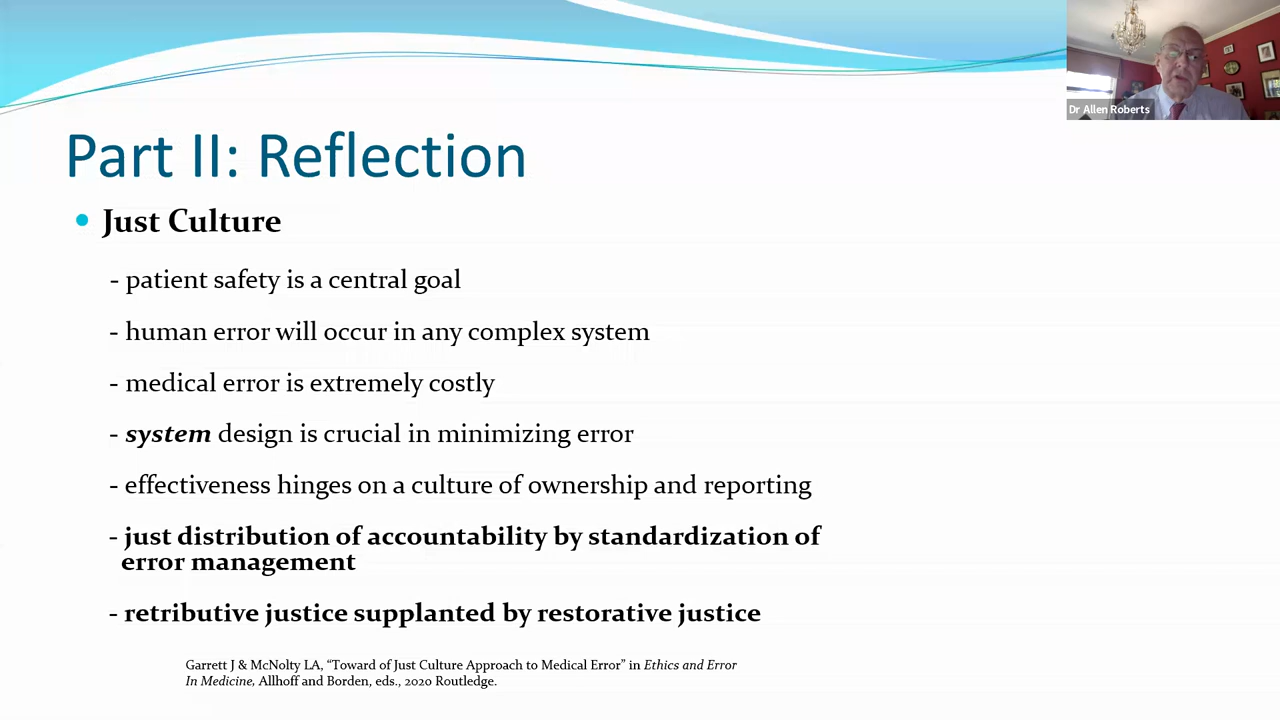 Dr Allen Roberts
Part II: Reflection
• Just Culture
- patient safety is a central goal
- human error will occur in any complex system
- medical error is extremely costly
- system design is crucial in minimizing error
- effectiveness hinges on a culture of ownership and reporting
- just distribution of accountability by standardization of
error management
- retributive justice supplanted by restorative justice
Garrett J & McNolty LA, “Toward of Just Culture Approach to Medical Error” in Ethics and Error
In Medicine, Allhoff and Borden, eds., 2020 Routledge.